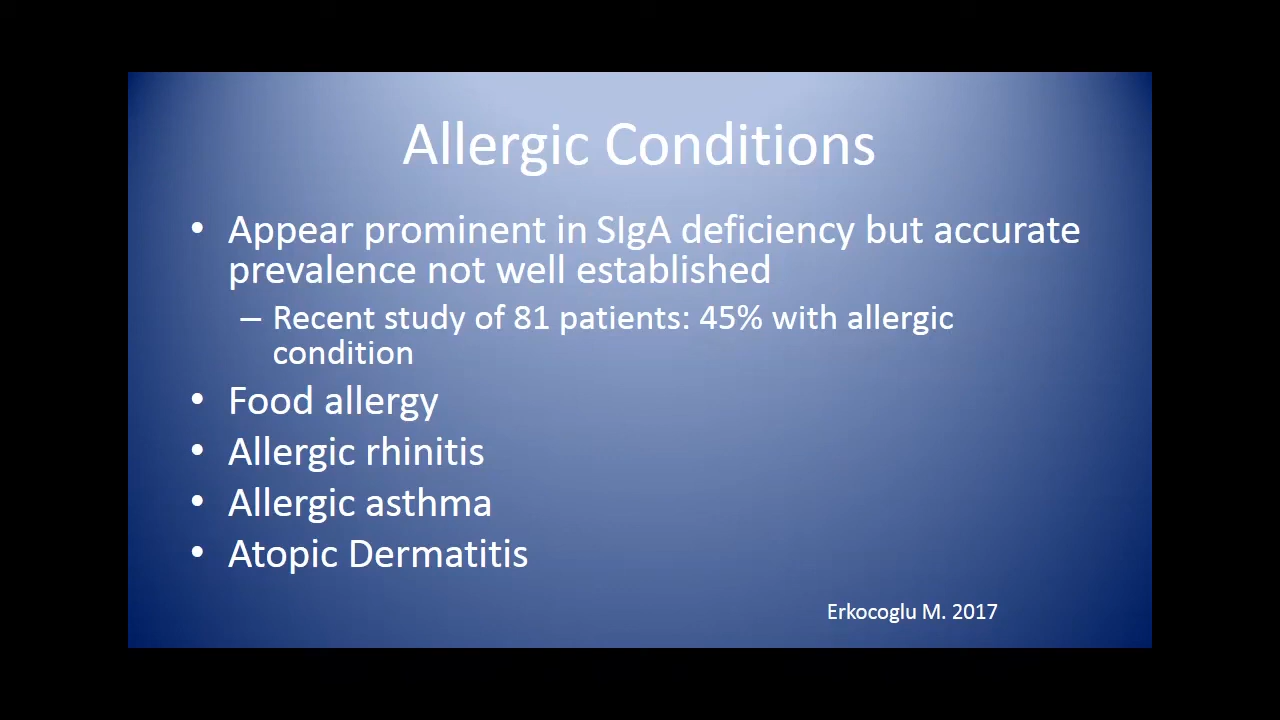 Allergic Conditions
• Appear prominent in SIgA deficiency but accurate
prevalence not well established
– Recent study of 81 patients: 45% with allergic
condition
• Food allergy
• Allergic rhinitis
• Allergic asthma
• Atopic Dermatitis
Erkocoglu M. 2017